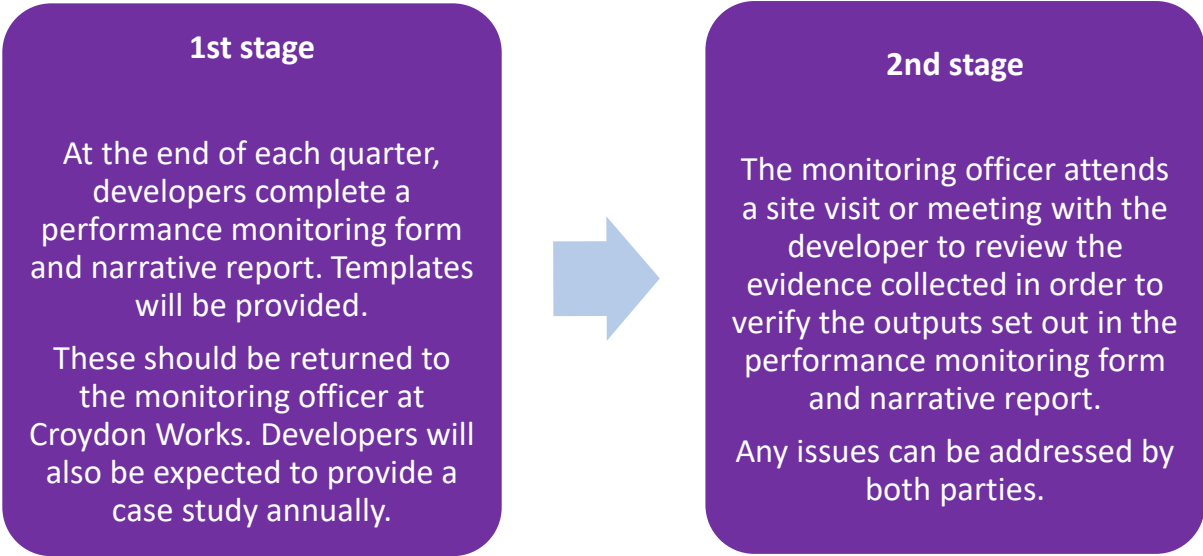 1st stage
At the end of each quarter,
developers complete a
performance monitoring form
and narrative report. Templates
will be provided.
These should be returned to
the monitoring officer at
Croydon Works. Developers will
also be expected to provide a
case study annually.
2nd stage
The monitoring officer attends
a site visit or meeting with the
developer to review the
evidence collected in order to
verify the outputs set out in the
performance monitoring form
and narrative report.
Any issues can be addressed by
both parties.